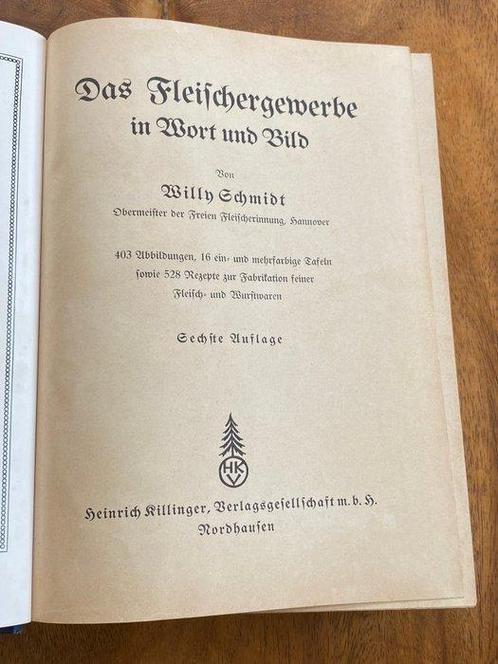 Das Fleischergewerbe
in Wort und Bild
Von
Willy Schmidt
Obermeister der Freien Fleischerinnung, Hannover
403 Abbildungen, 16 ein- und mehrfarbige Tafeln
sowie 528 Rezepte zur Fabrikation feiner
Fleisch- und Wurstwaren
Sechste Auflage
HK
V
Heinrich Killinger, Verlagsgesellschaft m. b. H.
Nordhausen